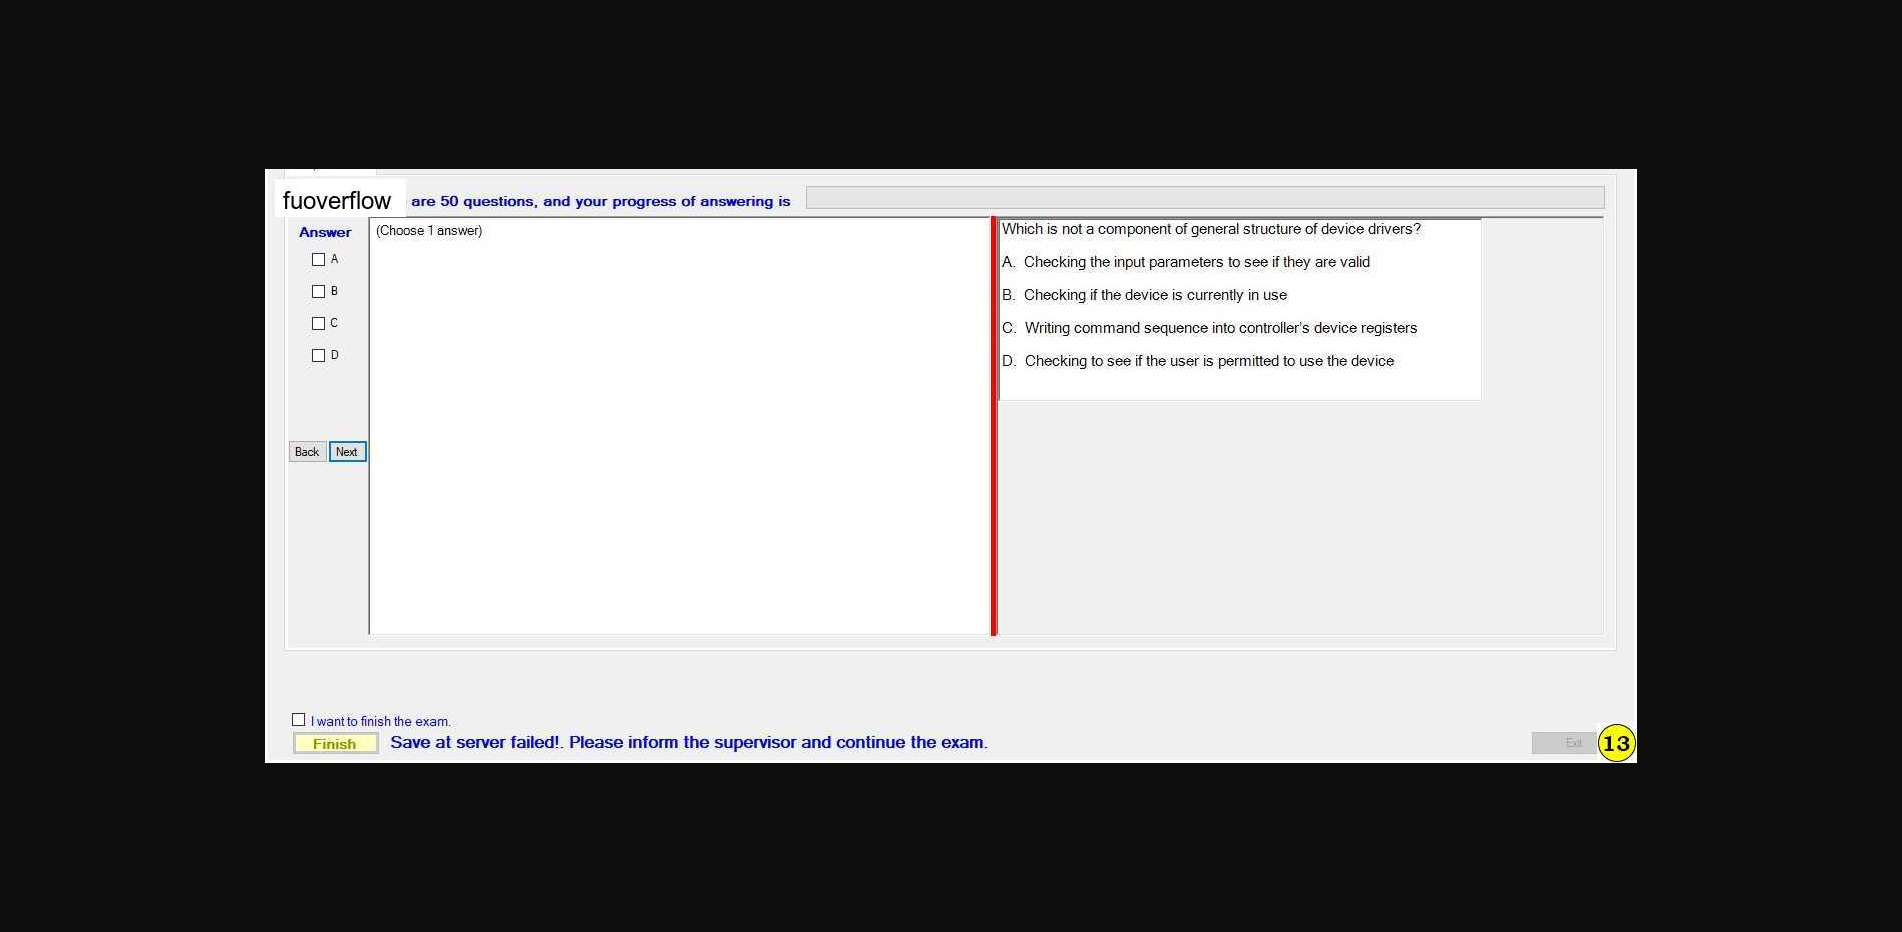 fuoverflow are 50 questions, and your progress of answering is
Answer
A
B
C
D
Back Next
(Choose 1 answer)
Which is not a component of general structure of device drivers?
A. Checking the input parameters to see if they are valid
B. Checking if the device is currently in use
C. Writing command sequence into controller's device registers
D. Checking to see if the user is permitted to use the device
I want to finish the exam.
Finish Save at server failed!. Please inform the supervisor and continue the exam.
Exit 13